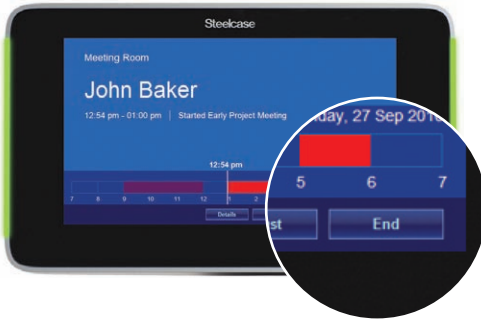 Steelcase
Meeting Room
John Baker
12:54 pm - 01:00 pm | Started Early Project Meeting
12:54 pm
7 8 9 10 11 12 1 2
Details
day, 27 Sep
5 6 7
st End